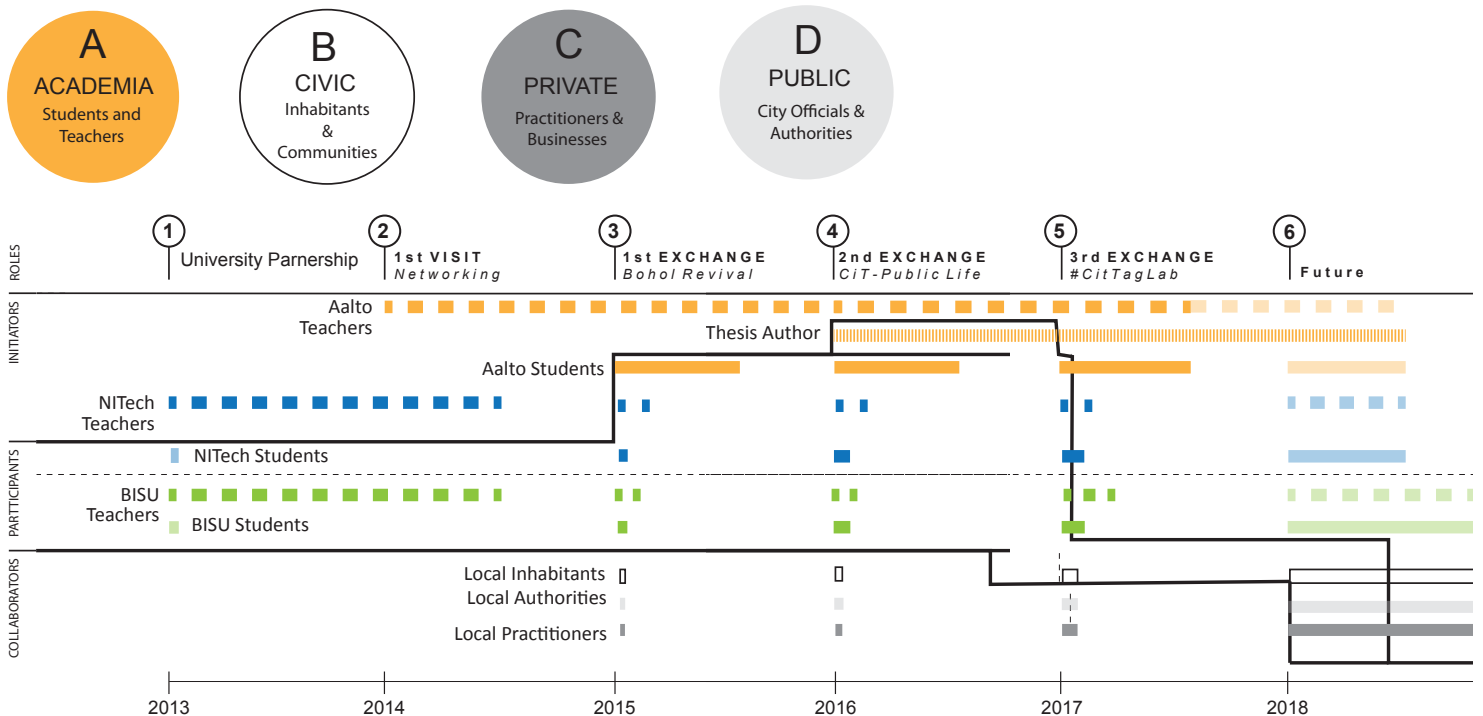 A
ACADEMIA
Students and
Teachers
B
CIVIC
Inhabitants
&
Communities
C
PRIVATE
Practitioners &
Businesses
D
PUBLIC
City Officials &
Authorities
ROLES
1
University Parnership
2
1st VISIT
Networking
3
1st EXCHANGE
Bohol Revival
4
2nd EXCHANGE
CiT-Public Life
5
3rd EXCHANGE
#CitTagLab
6
Future
INITIATORS
Aalto
Teachers
Thesis Author
Aalto Students
NITech
Teachers
PARTTICIPANTS
NITech Students
BISU
Teachers
BISU Students
COLLABORATORS
Local Inhabitants
Local Authorities
Local Practitioners
2013
2014
2015
2016
2017
2018